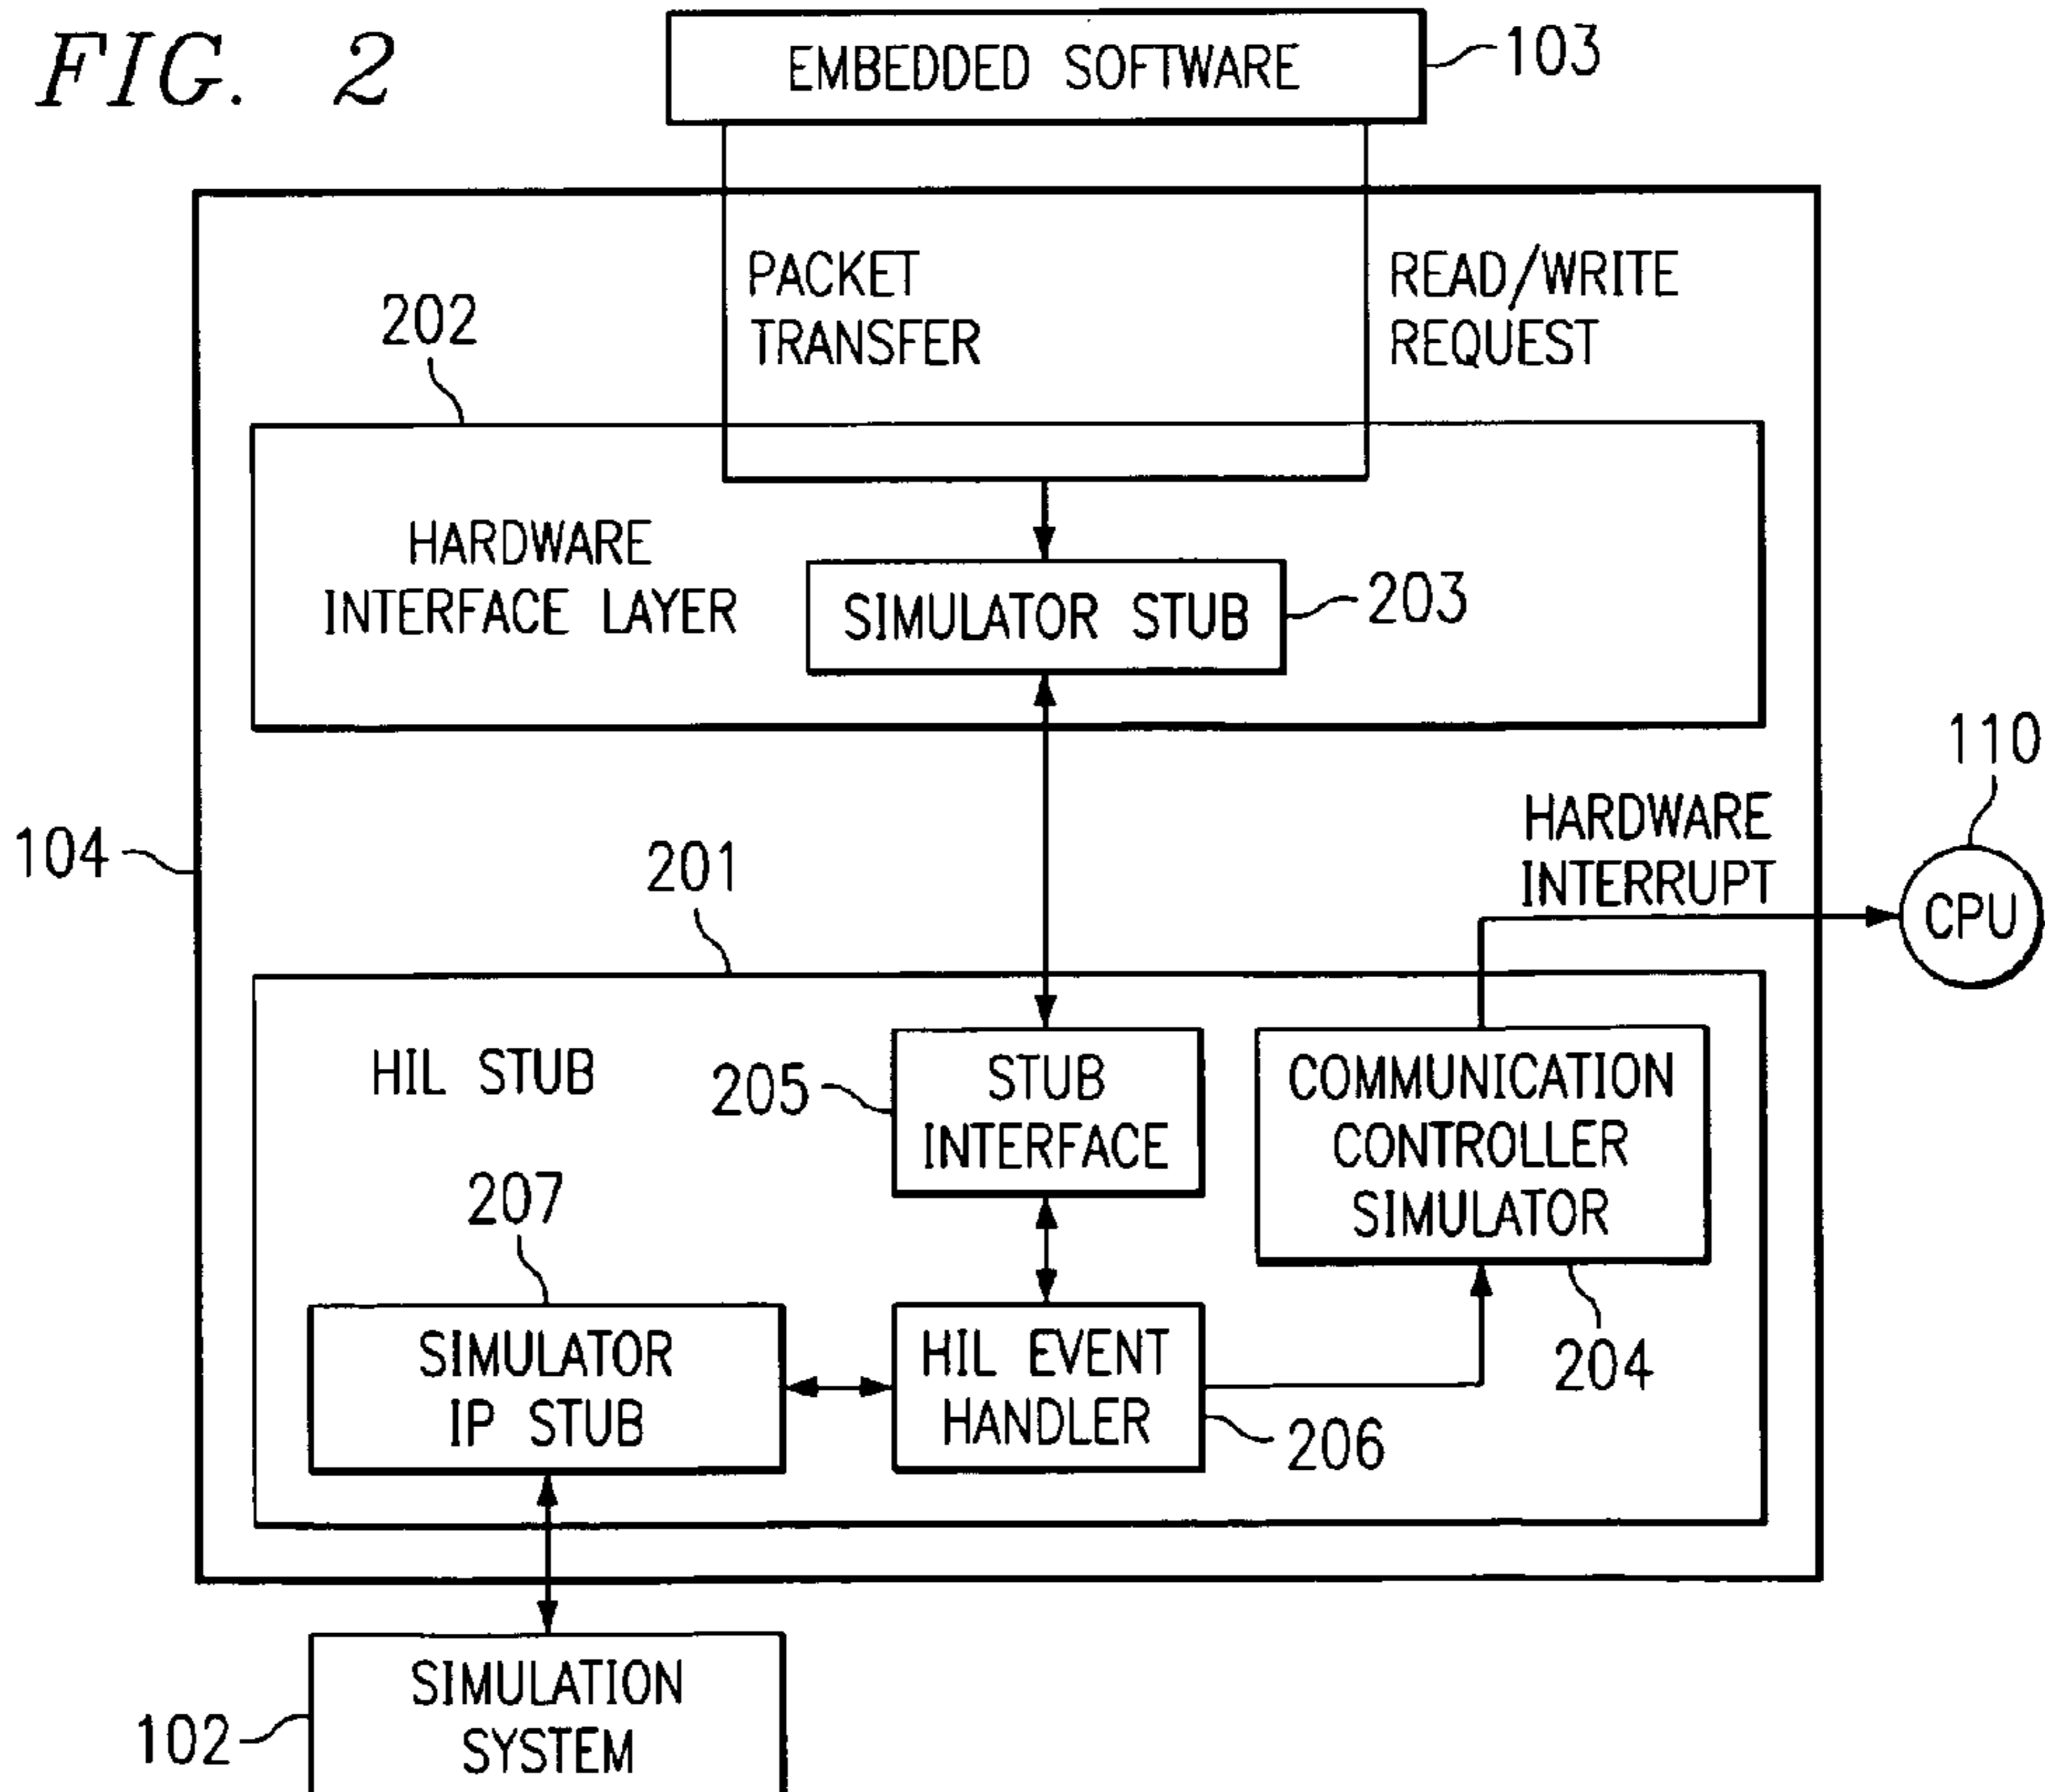 FIG. 2
EMBEDDED SOFTWARE
103
PACKET
TRANSFER
READ/WRITE
REQUEST
202
HARDWARE
INTERFACE LAYER
SIMULATOR STUB
203
110
HARDWARE
INTERRUPT
CPU
104
201
HIL STUB
205
STUB
INTERFACE
COMMUNICATION
CONTROLLER
SIMULATOR
207
SIMULATOR
IP STUB
HIL EVENT
HANDLER
204
206
SIMULATION
SYSTEM
102